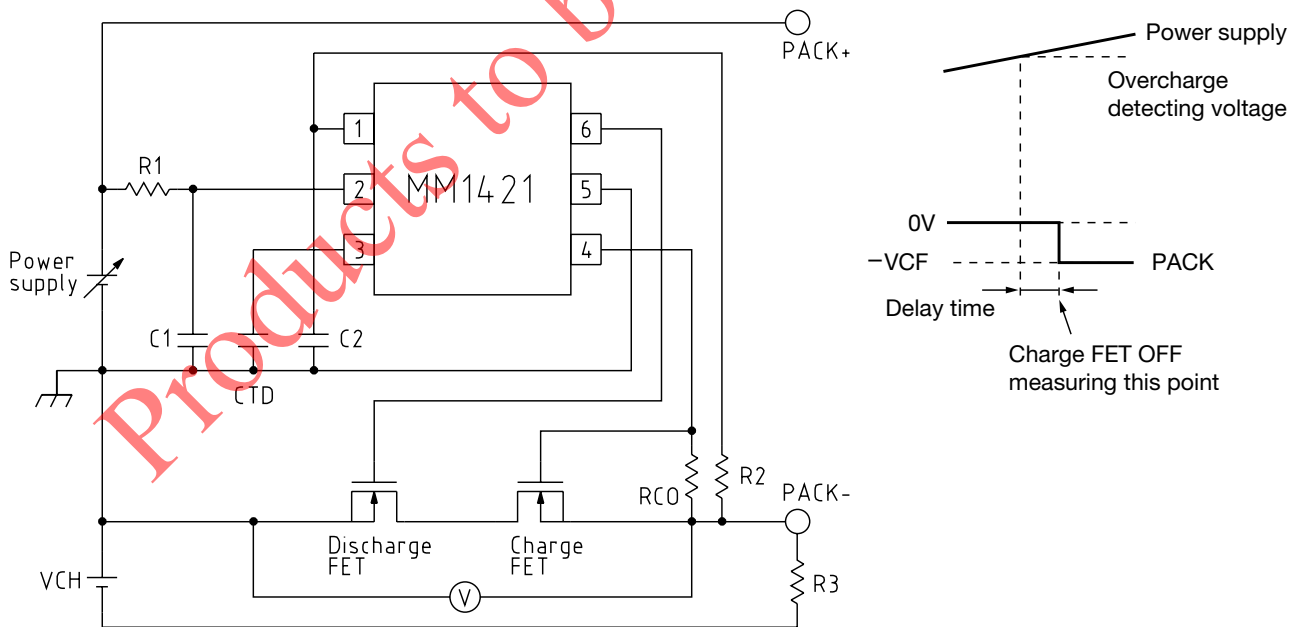 PACK+
Power supply
Overcharge
detecting voltage
1
6
R1
2
MM1421
5
3
4
0V
−VCF
PACK
Power
supply
Delay time
C1
C2
Charge FET OFF
measuring this point
CTD
RCO
R2
PACK-
Discharge
FET
Charge
FET
VCH
V
R3
Products to b